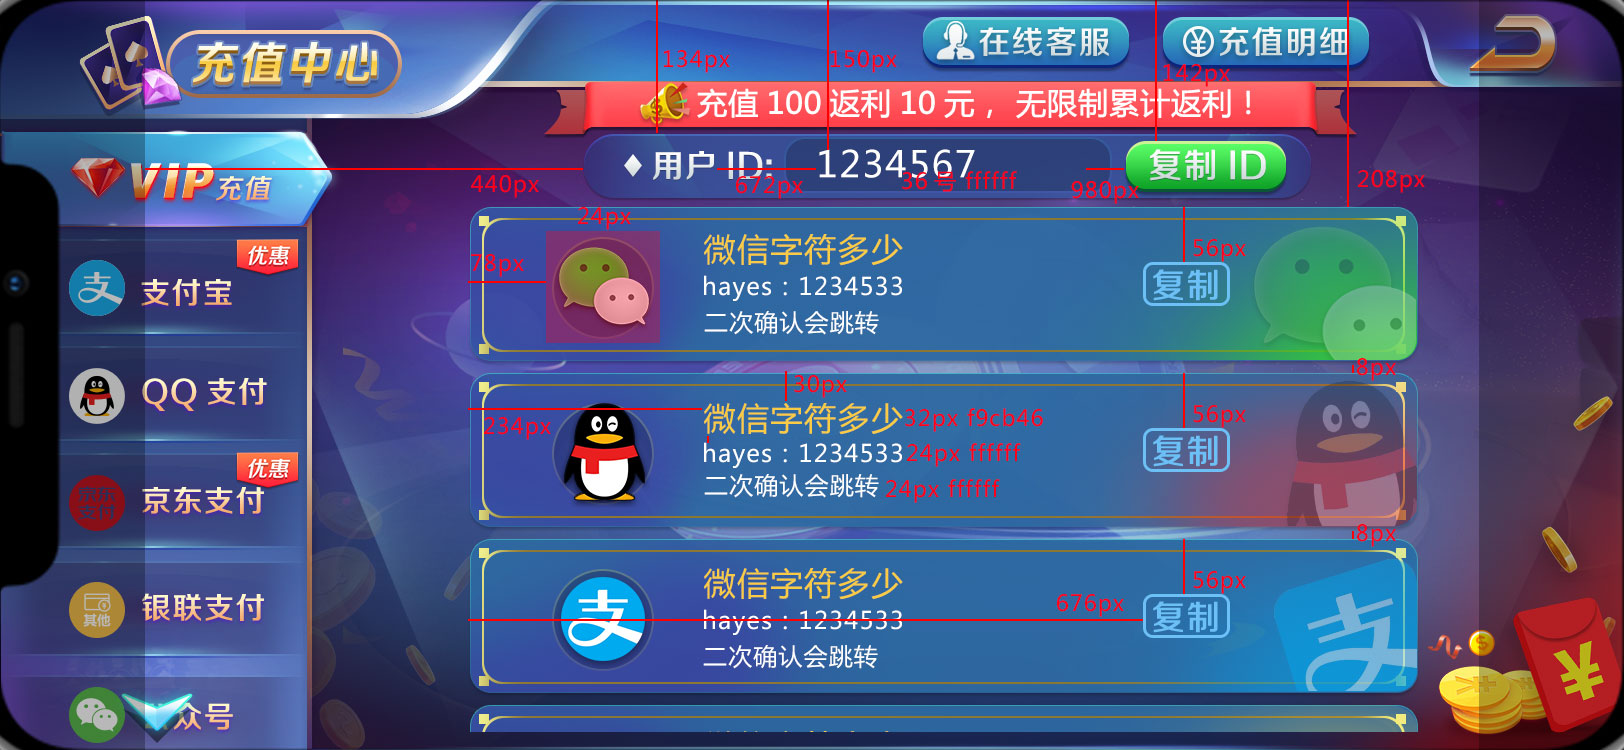 充值中心
在线客服
充值明细
134px
150px
142px
充值 100 返利 10 元 ，无限制累计返利！
♦ 用户 ID:
1234567
复制 ID
440px
672px
36 号 ffffff
980px
208px
VIP充值
优惠
支付宝
QQ 支付
优惠
京东支付
京东支付
其他
银联支付
众号
24px
78px
微信字符多少
hayes : 1234533
二次确认会跳转
56px
复制
8px
30px
234px
微信字符多少
32px f9cb46
hayes : 1234533
24px ffffff
二次确认会跳转
24px ffffff
56px
复制
8px
微信字符多少
hayes : 1234533
二次确认会跳转
56px
676px
复制